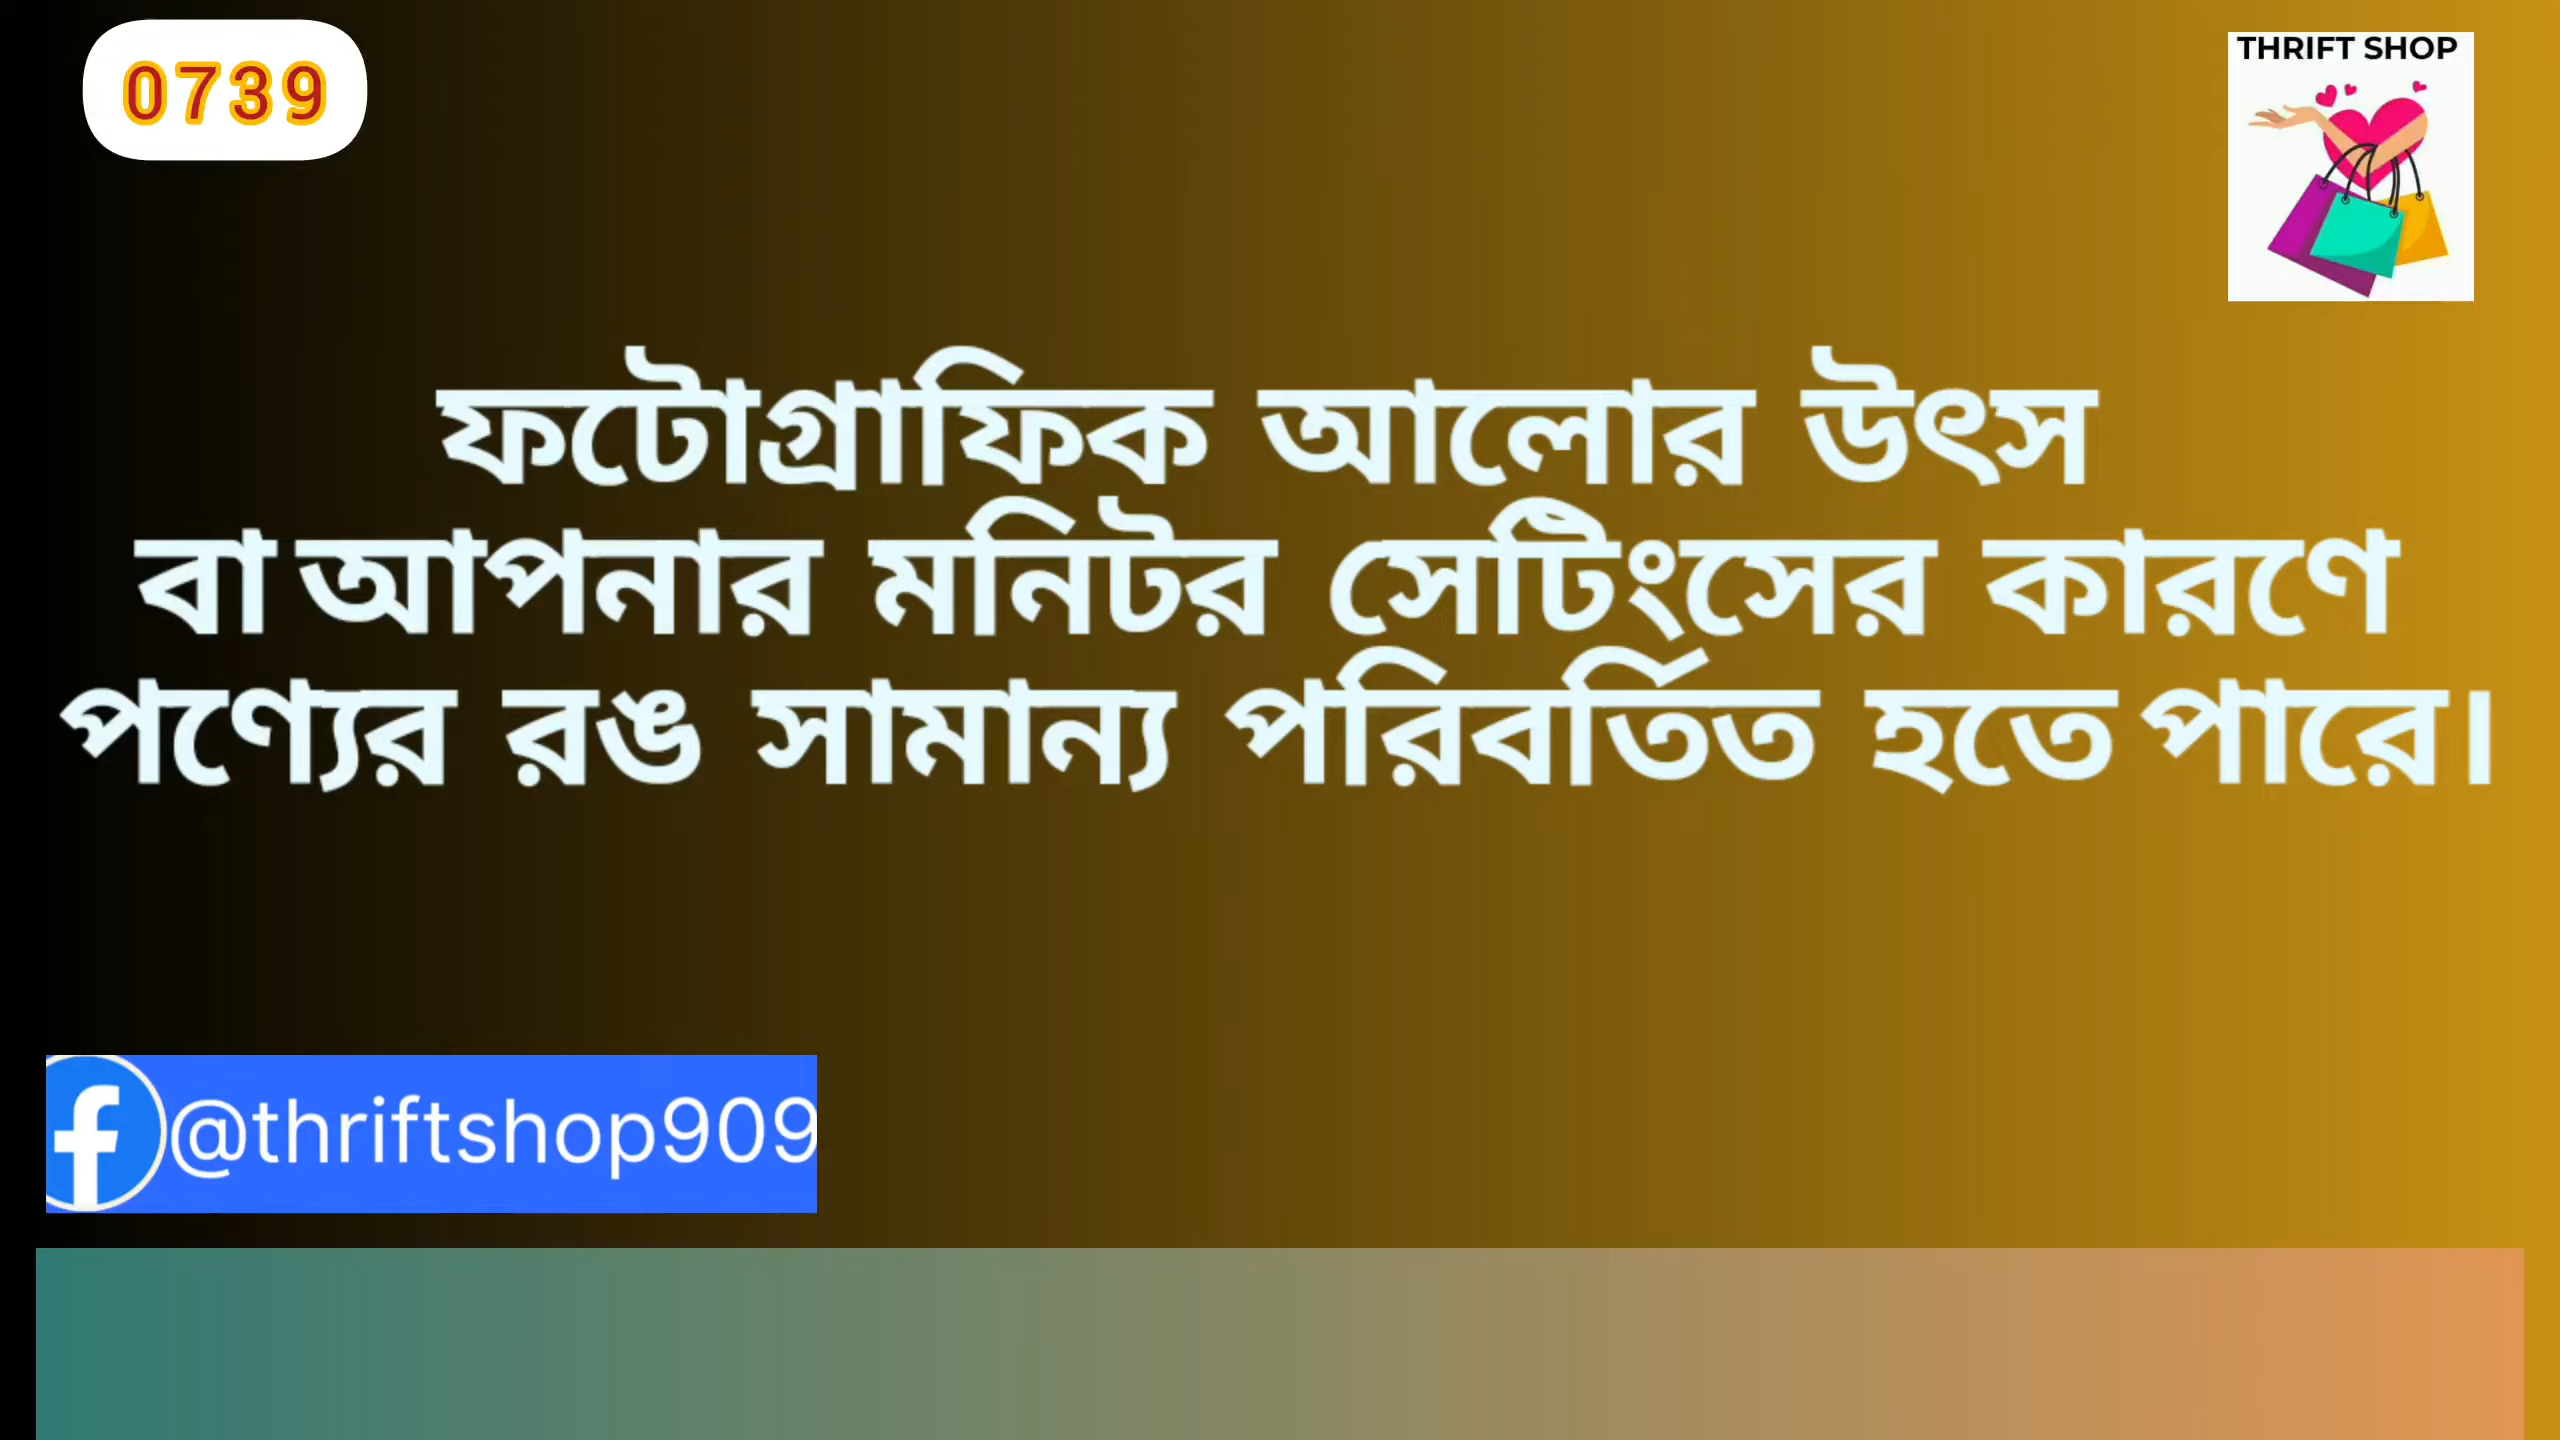 0739
THRIFT SHOP
ফটোগ্রাফিক আলোর উৎস
বা আপনার মনিটর সেটিংসের কারণে
পণ্যের রঙ সামান্য পরিবর্তিত হতে পারে।
@thriftshop909